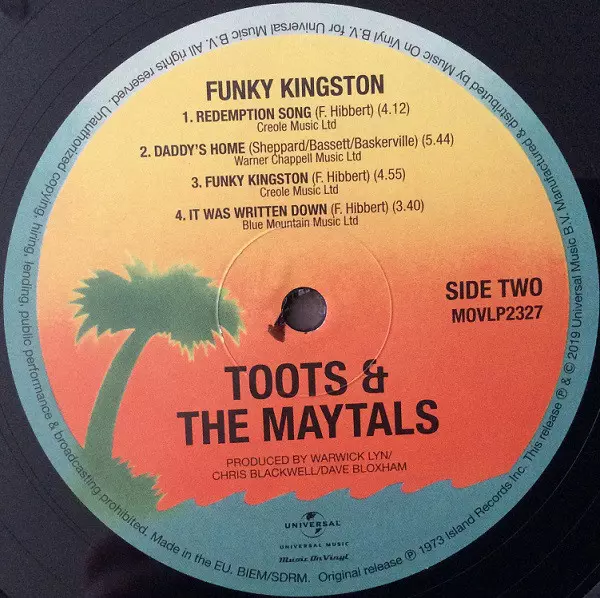 FUNKY KINGSTON
1. REDEMPTION SONG (F. Hibbert) (4.12)
Creole Music Ltd
2. DADDY'S HOME (Sheppard/Bassett/Baskerville) (5.44)
Warner Chappell Music Ltd
3. FUNKY KINGSTON (F. Hibbert) (4.55)
Creole Music Ltd
4. IT WAS WRITTEN DOWN (F. Hibbert) (3.40)
Blue Mountain Music Ltd
SIDE TWO
MOVLP2327
TOOTS &
THE MAYTALS
PRODUCED BY WARWICK LYN/
CHRIS BLACKWELL/DAVE BLOXHAM
UNIVERSAL
UNIVERSAL MUSIC
Music On Vinyl
Made in the EU. BIEM/SDRM. Original release ℗ 1973 Island Records Inc. This release ℗ & © 2019 Universal Music B.V. Manufactured & distributed by Music On Vinyl B.V. for Universal Music B.V. All rights reserved. Unauthorized copying, hiring, lending, public performance & broadcasting prohibited.